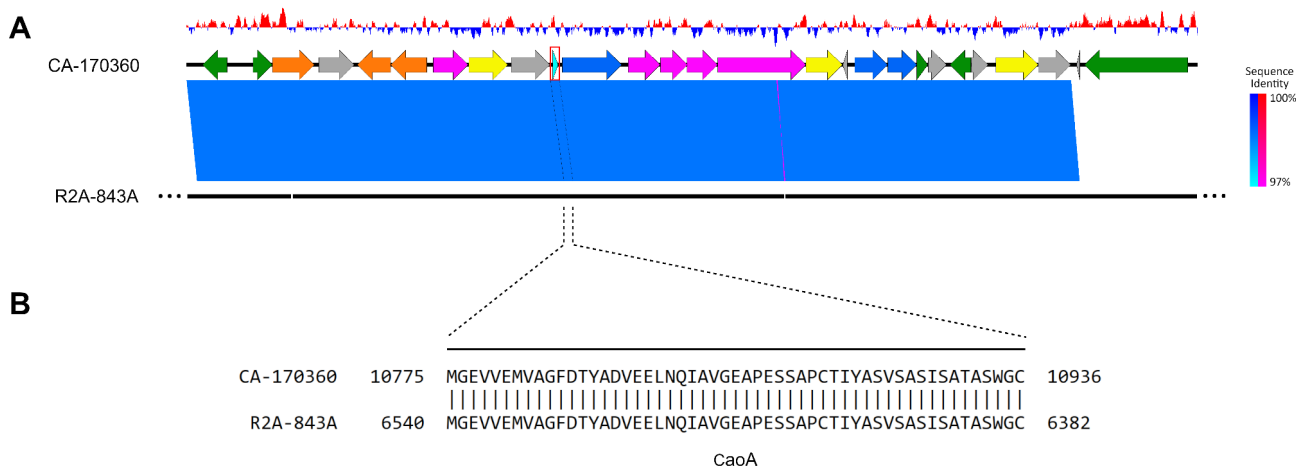 A
CA-170360
Sequence
Identity
100%
97%
R2A-843A
B
CA-170360 10775 MGEVVEMVAGFDTYADVEELNQIAVGEAPESSAPCTIYASVSASISATASWGC 10936
R2A-843A 6540 MGEVVEMVAGFDTYADVEELNQIAVGEAPESSAPCTIYASVSASISATASWGC 6382
CaoA